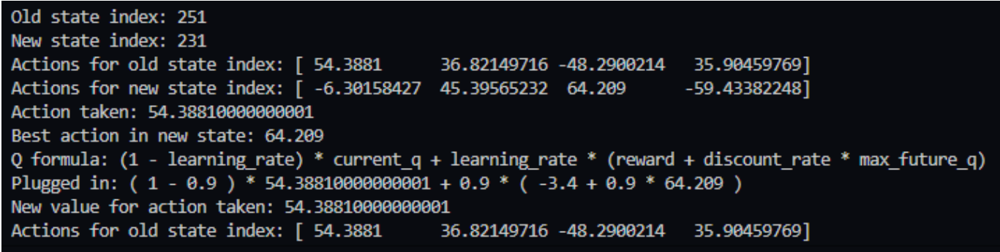 Old state index: 251
New state index: 231
Actions for old state index: [ 54.3881      36.82149716 -48.2900214   35.90459769]
Actions for new state index: [ -6.30158427  45.39565232  64.209      -59.43382248]
Action taken: 54.38810000000001
Best action in new state: 64.209
Q formula: (1 - learning_rate) * current_q + learning_rate * (reward + discount_rate * max_future_q)
Plugged in: ( 1 - 0.9 ) * 54.38810000000001 + 0.9 * ( -3.4 + 0.9 * 64.209 )
New value for action taken: 54.38810000000001
Actions for old state index: [ 54.3881      36.82149716 -48.2900214   35.90459769]